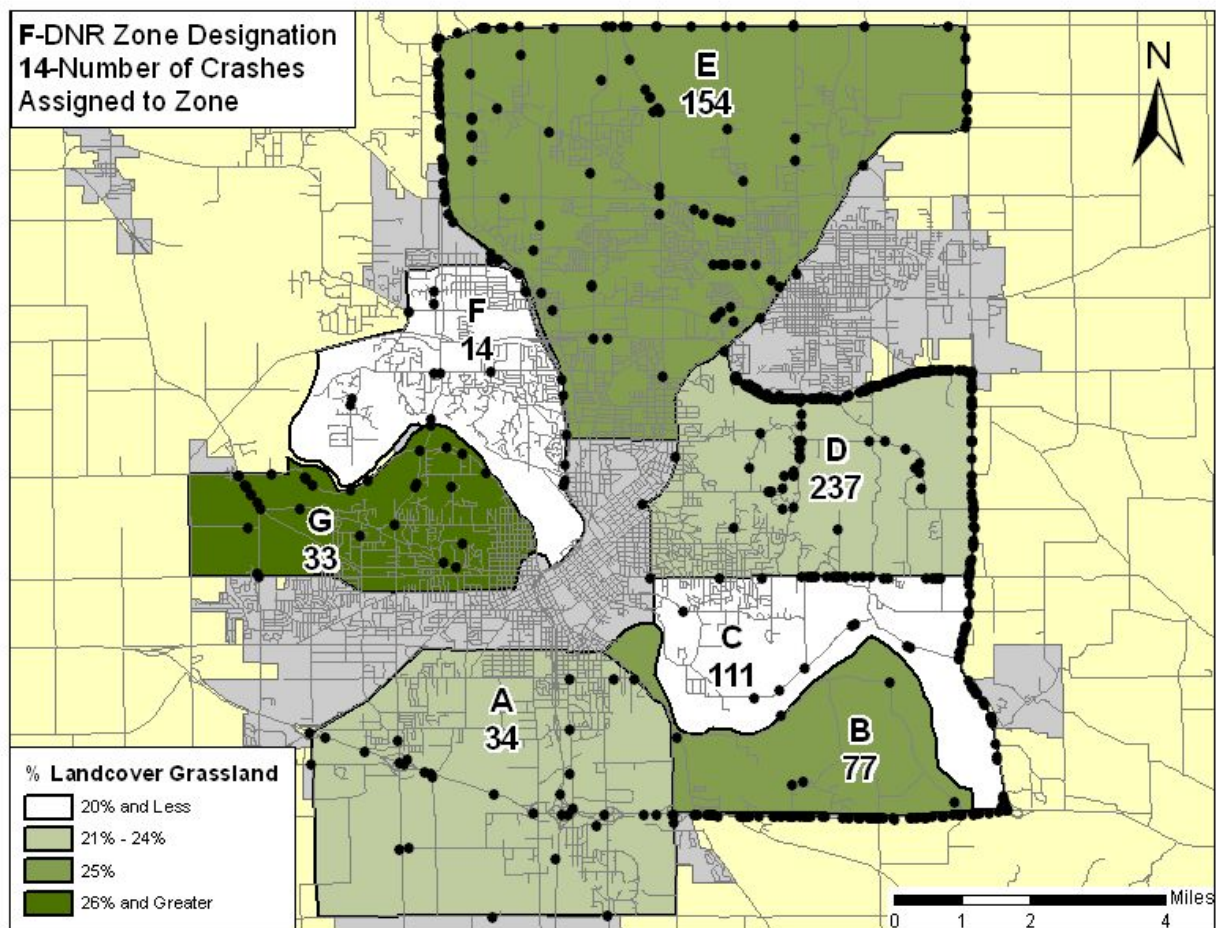 F-DNR Zone Designation
14-Number of Crashes
Assigned to Zone
E
154
N
F
14
D
237
G
33
C
111
A
34
B
77
% Landcover Grassland
20% and Less
21% - 24%
25%
26% and Greater
Miles
0 1 2 4